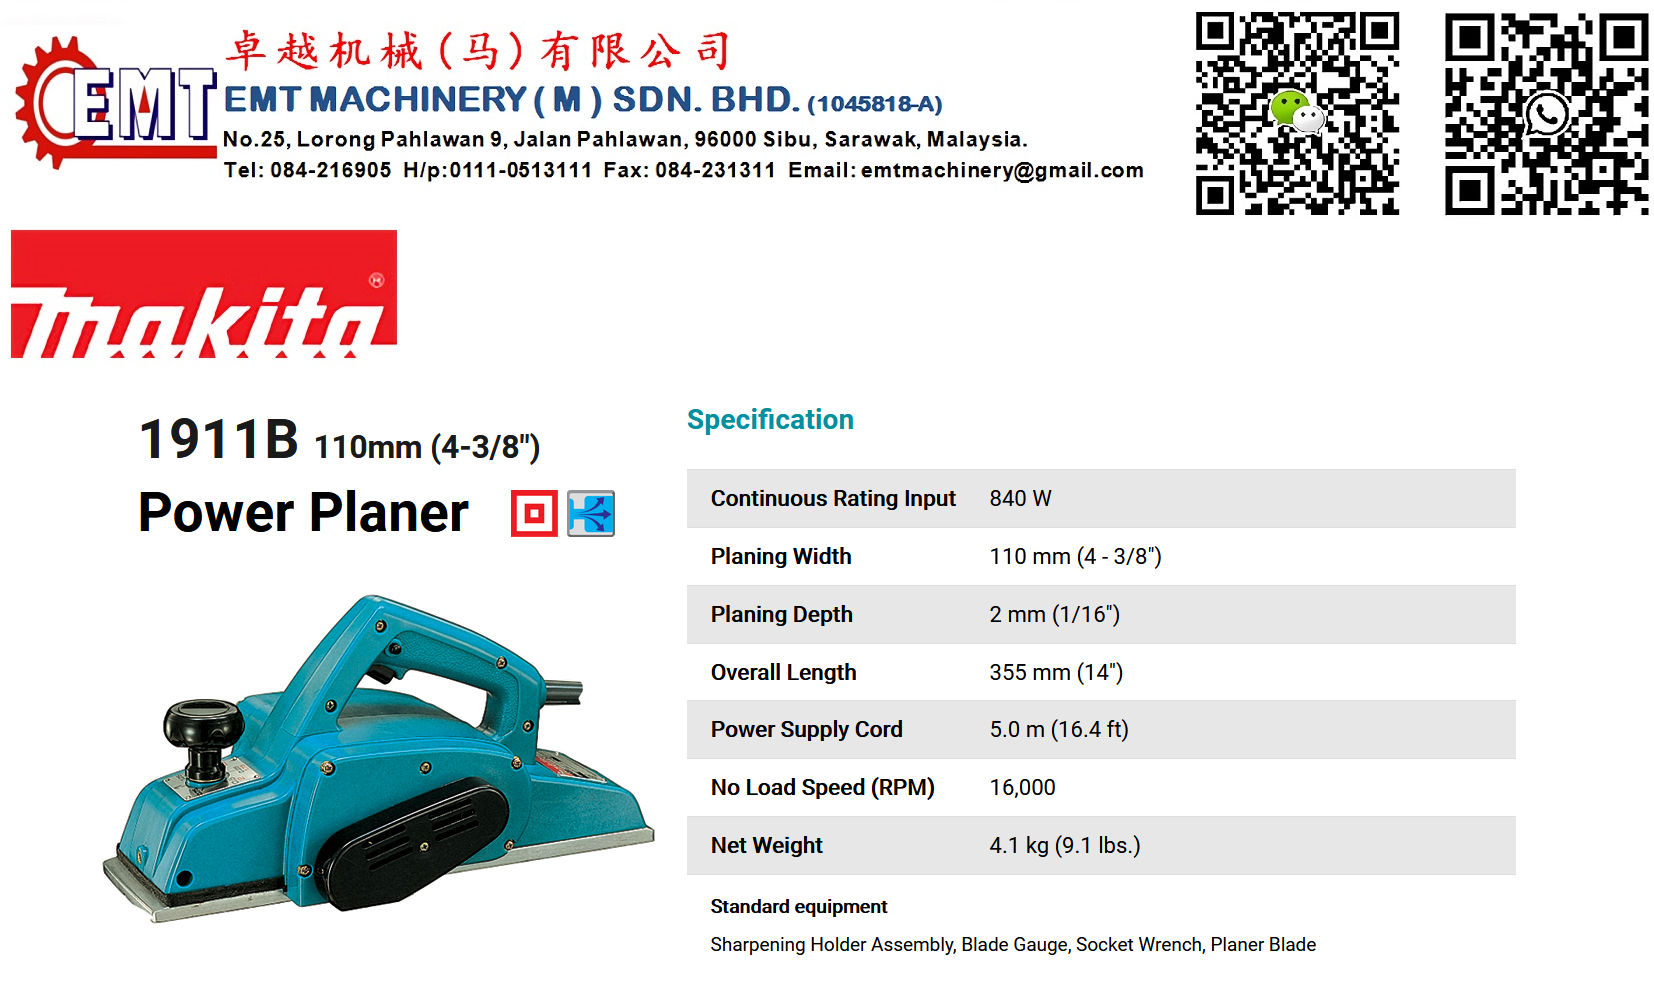 卓越机械(马)有限公司
EMT
EMT MACHINERY ( M ) SDN. BHD. (1045818-A)
No.25, Lorong Pahlawan 9, Jalan Pahlawan, 96000 Sibu, Sarawak, Malaysia.
Tel: 084-216905 H/p:0111-0513111 Fax: 084-231311 Email: emtmachinery@gmail.com
makita ®
1911B 110mm (4-3/8")
Power Planer
Specification
Continuous Rating Input 840 W
Planing Width 110 mm (4 - 3/8")
Planing Depth 2 mm (1/16")
Overall Length 355 mm (14")
Power Supply Cord 5.0 m (16.4 ft)
No Load Speed (RPM) 16,000
Net Weight 4.1 kg (9.1 lbs.)
Standard equipment
Sharpening Holder Assembly, Blade Gauge, Socket Wrench, Planer Blade